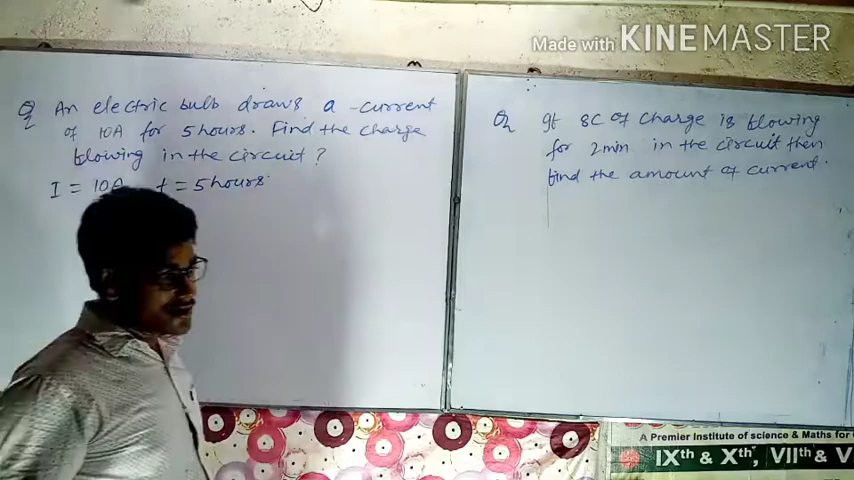 Made with KINEMASTER
Q An electric bulb draws a current
of 10A for 5 hours. Find the charge
flowing in the circuit?
I = 10A t = 5 hours
Q2 If 8C of charge is flowing
for 2 min in the circuit then
find the amount of current.
A Premier Institute of science & Maths for
IXth & Xth, VIIth & V